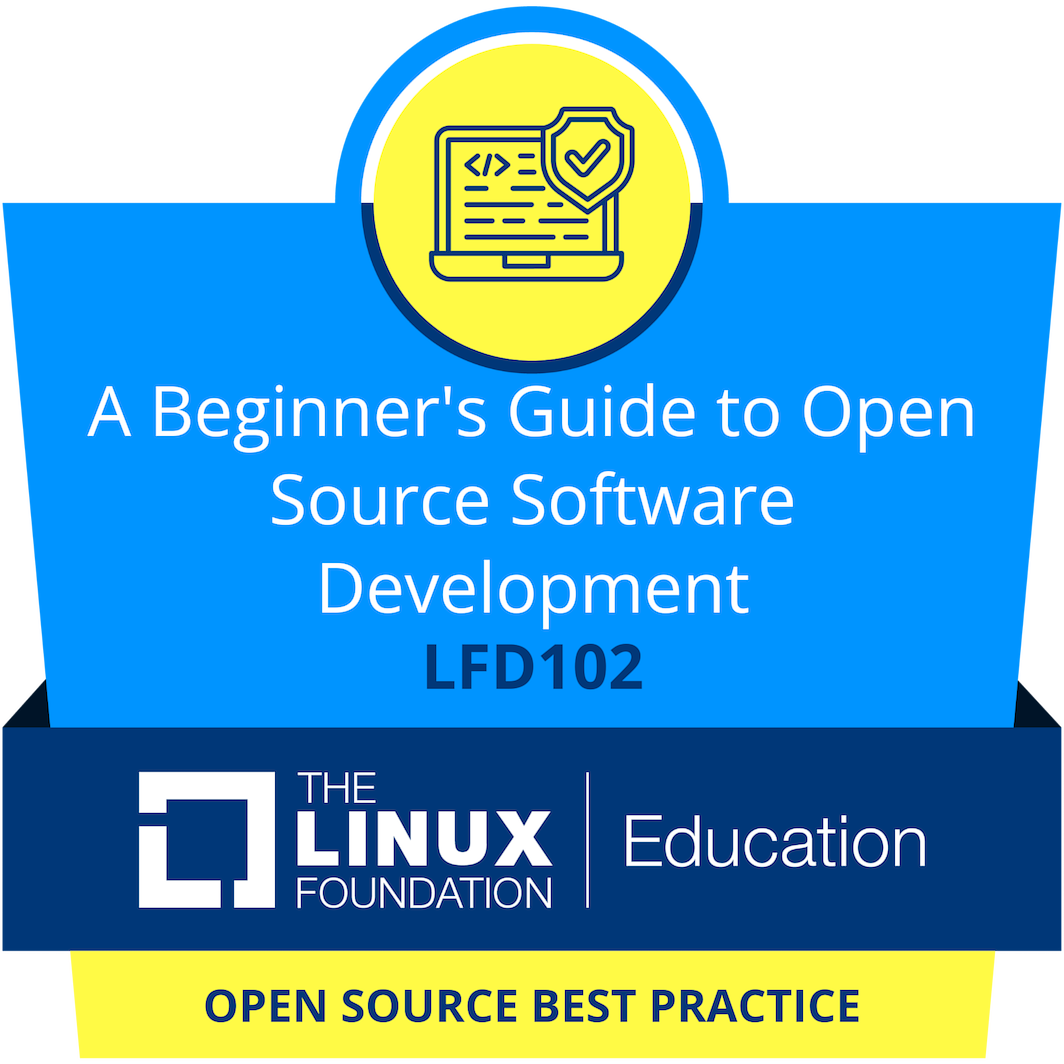 </>
A Beginner's Guide to Open
Source Software
Development
LFD102
THE
LINUX
FOUNDATION
Education
OPEN SOURCE BEST PRACTICE